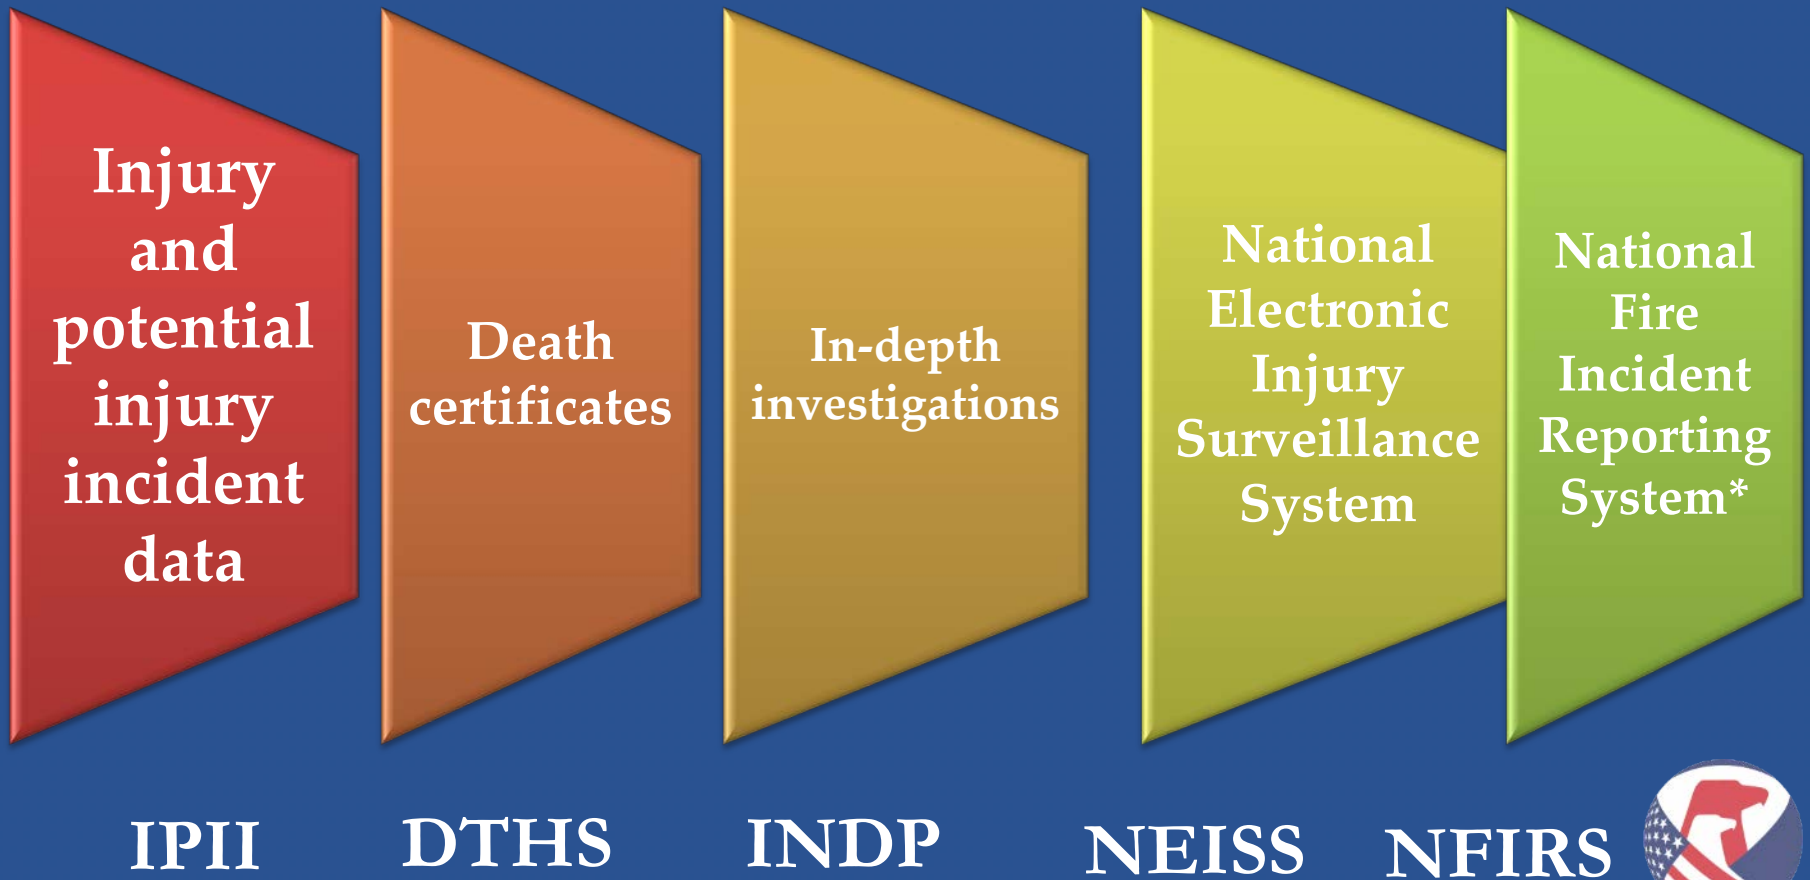 Injury
and
potential
injury
incident
data
Death
certificates
In-depth
investigations
National
Electronic
Injury
Surveillance
System
National
Fire
Incident
Reporting
System*
IPII
DTHS
INDP
NEISS
NFIRS